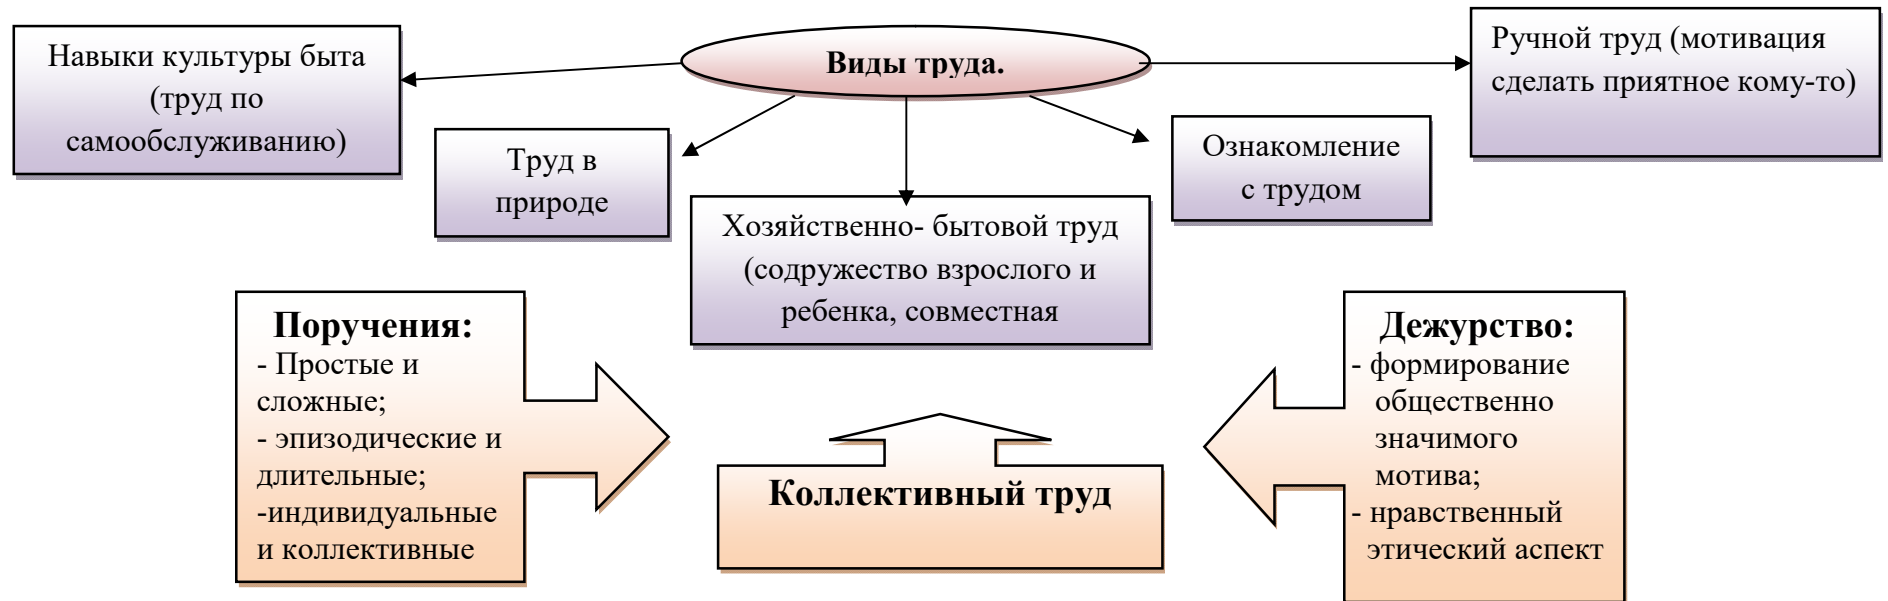 Виды труда.
Навыки культуры быта
(труд по
самообслуживанию)
Труд в
природе
Хозяйственно- бытовой труд
(содружество взрослого и
ребенка, совместная
Ознакомление
с трудом
Ручной труд (мотивация
сделать приятное кому-то)
Поручения:
- Простые и
сложные;
- эпизодические и
длительные;
-индивидуальные
и коллективные
Коллективный труд
Дежурство:
- формирование
общественно
значимого
мотива;
- нравственный
этический аспект